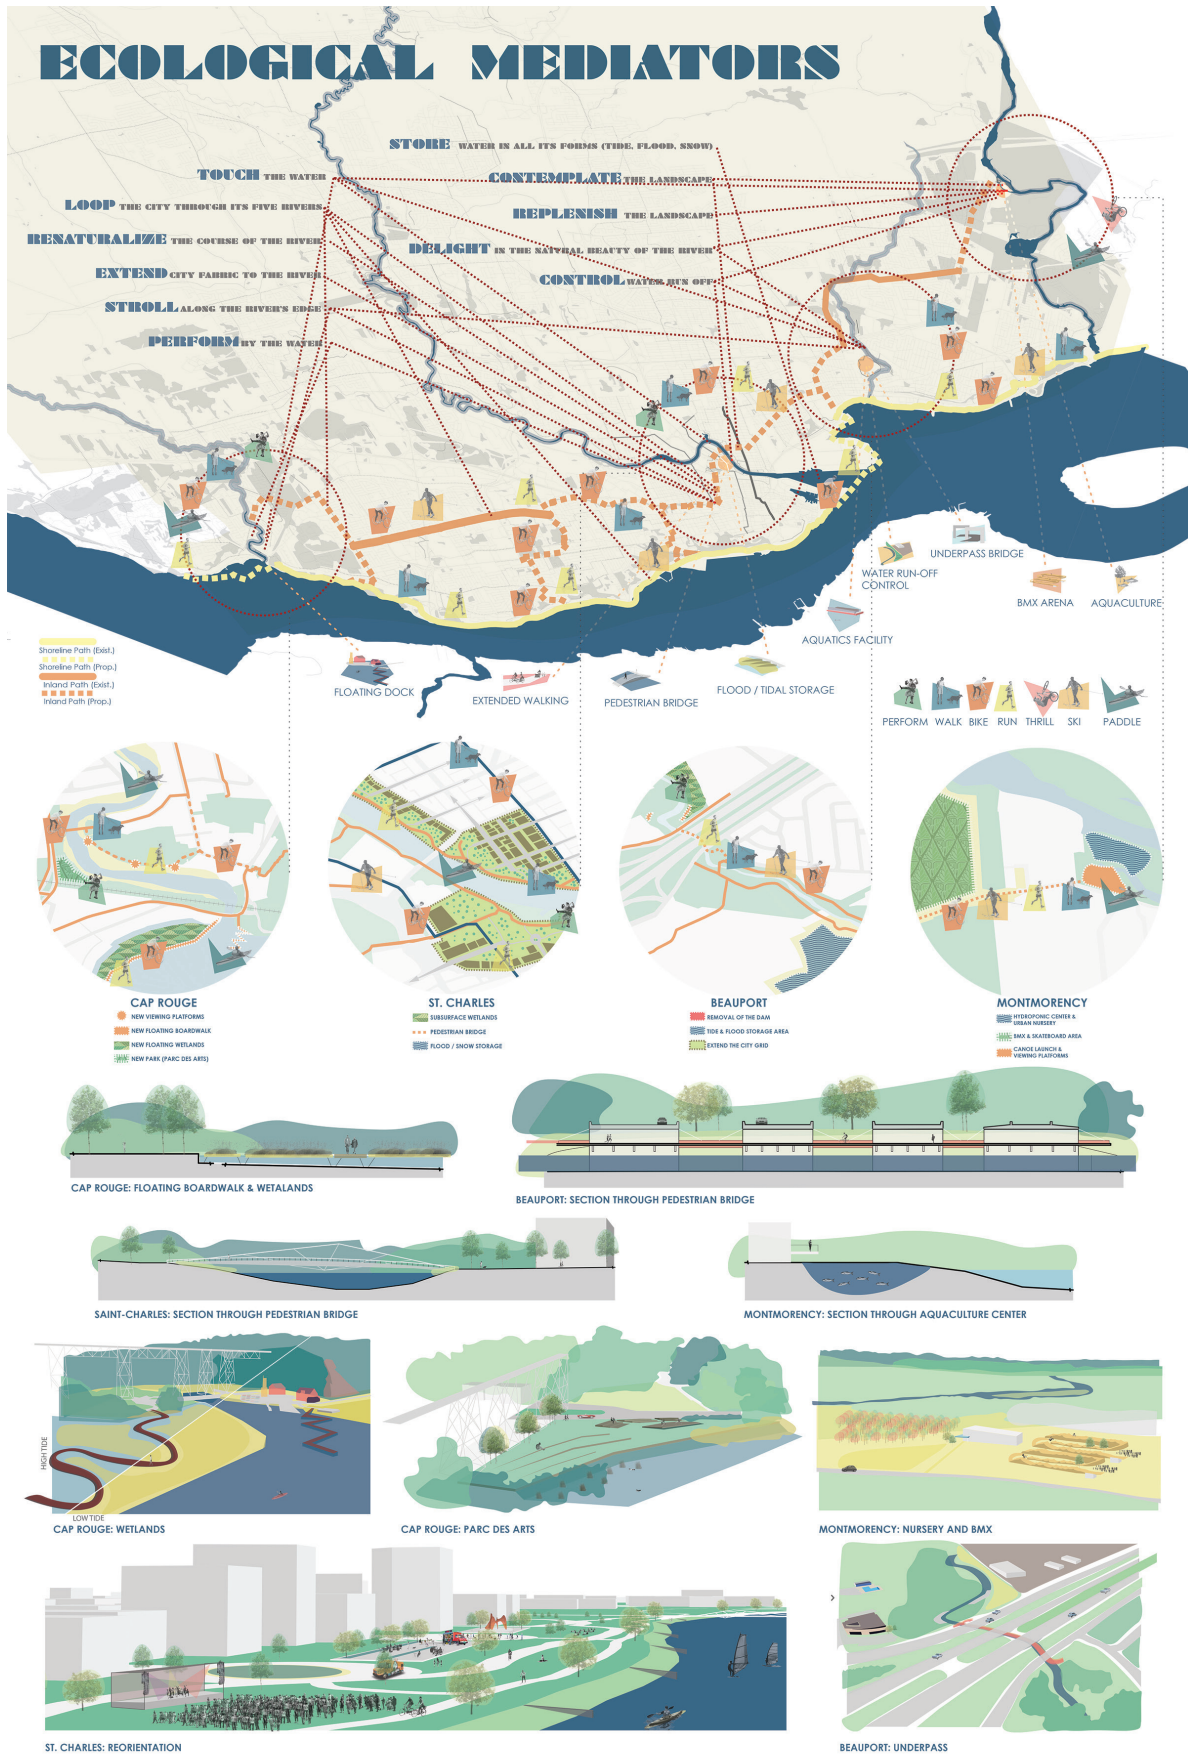 ECOLOGICAL MEDIATORS
STORE WATER IN ALL ITS FORMS (TIDE, FLOOD, SNOW)
TOUCH THE WATER
CONTEMPLATE THE LANDSCAPE
LOOP THE CITY THROUGH ITS FIVE RIVERS
REPLENISH THE LANDSCAPE
RENATURALIZE THE COURSE OF THE RIVER
DELIGHT IN THE NATURAL BEAUTY OF THE RIVER
EXTEND CITY FABRIC TO THE RIVER
CONTROL WATER RUN OFF
STROLL ALONG THE RIVER'S EDGE
PERFORM BY THE WATER
UNDERPASS BRIDGE
WATER RUN-OFF
CONTROL
BMX ARENA
AQUACULTURE
AQUATICS FACILITY
Shoreline Path (Exist.)
Shoreline Path (Prop.)
Inland Path (Exist.)
Inland Path (Prop.)
FLOATING DOCK
EXTENDED WALKING
PEDESTRIAN BRIDGE
FLOOD / TIDAL STORAGE
PERFORM WALK BIKE RUN THRILL SKI PADDLE
CAP ROUGE
NEW VIEWING PLATFORMS
NEW FLOATING BOARDWALK
NEW FLOATING WETLANDS
NEW PARK (PARC DES ARTS)
ST. CHARLES
SUBSURFACE WETLANDS
PEDESTRIAN BRIDGE
FLOOD / SNOW STORAGE
BEAUPORT
REMOVAL OF THE DAM
TIDE & FLOOD STORAGE AREA
EXTEND THE CITY GRID
MONTMORENCY
HYDROPONIC CENTER &
URBAN NURSERY
BMX & SKATEBOARD AREA
CANOE LAUNCH &
VIEWING PLATFORMS
CAP ROUGE: FLOATING BOARDWALK & WETALANDS
BEAUPORT: SECTION THROUGH PEDESTRIAN BRIDGE
SAINT-CHARLES: SECTION THROUGH PEDESTRIAN BRIDGE
MONTMORENCY: SECTION THROUGH AQUACULTURE CENTER
HIGH TIDE
LOW TIDE
CAP ROUGE: WETLANDS
CAP ROUGE: PARC DES ARTS
MONTMORENCY: NURSERY AND BMX
ST. CHARLES: REORIENTATION
BEAUPORT: UNDERPASS